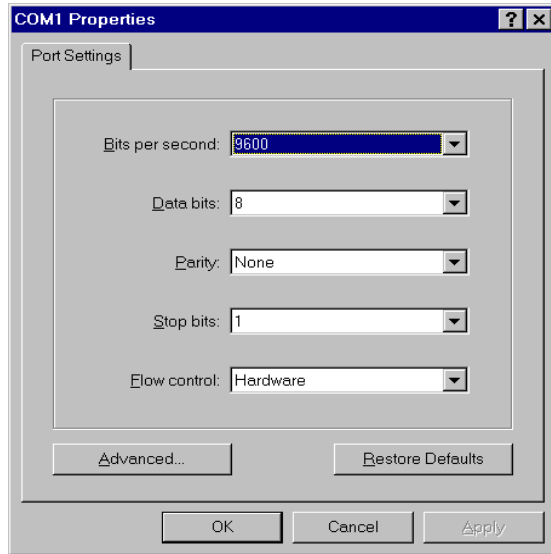 COM1 Properties ? ×
Port Settings
Bits per second: 9600
Data bits: 8
Parity: None
Stop bits: 1
Flow control: Hardware
Advanced... Restore Defaults
OK Cancel Apply